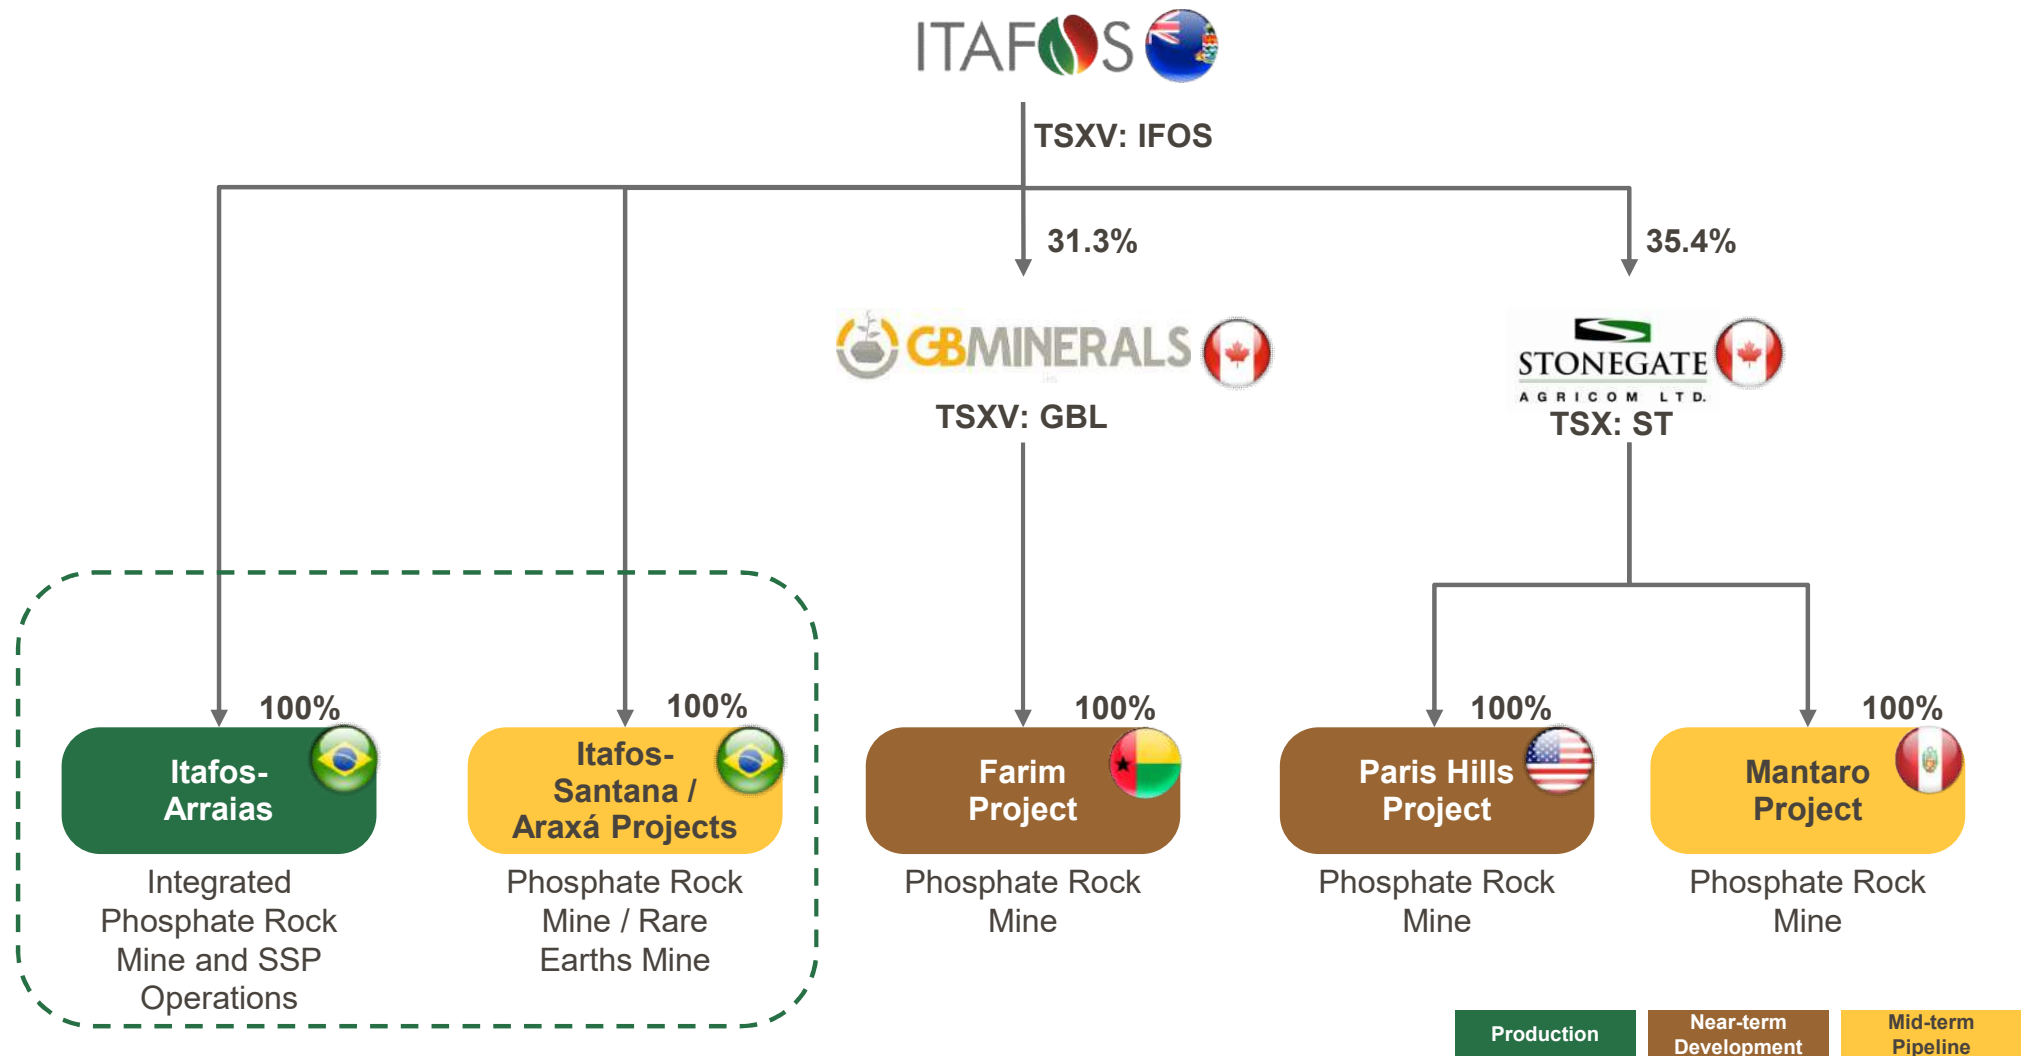 ITAFOS
TSXV: IFOS
31.3%
35.4%
GBMINERALS
STONEGATE
AGRICOM LTD.
TSXV: GBL
TSX: ST
100%
100%
100%
100%
100%
Itafos-
Arraias
Itafos-
Santana /
Araxá Projects
Farim
Project
Paris Hills
Project
Mantaro
Project
Integrated
Phosphate Rock
Mine and SSP
Operations
Phosphate Rock
Mine / Rare
Earths Mine
Phosphate Rock
Mine
Phosphate Rock
Mine
Phosphate Rock
Mine
Production
Near-term
Development
Mid-term
Pipeline